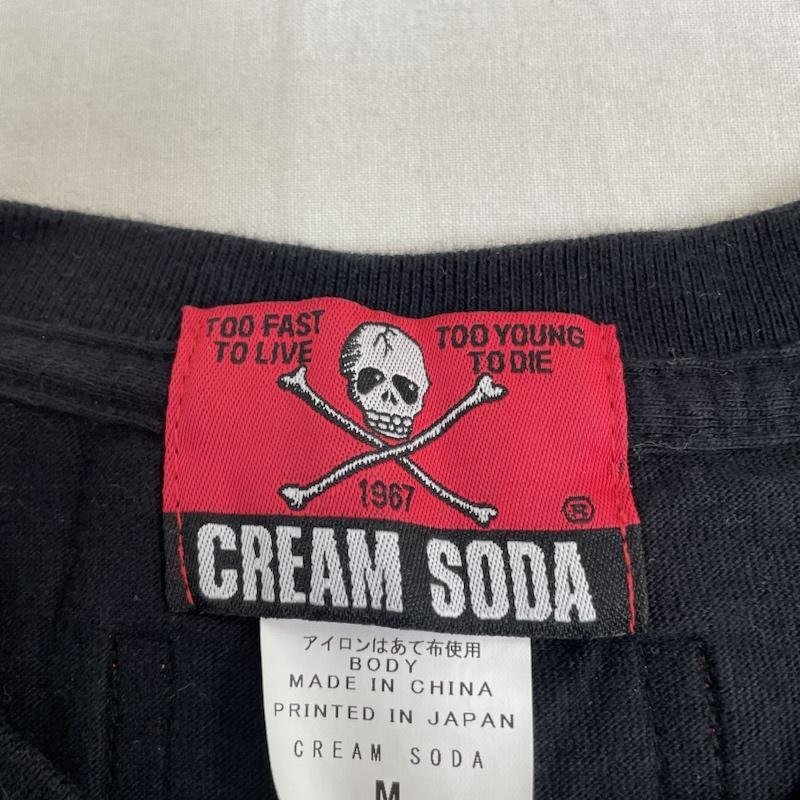 TOO FAST
TO LIVE
TOO YOUNG
TO DIE
1967
®
CREAM SODA
アイロンはあて布使用
BODY
MADE IN CHINA
PRINTED IN JAPAN
CREAM SODA
M